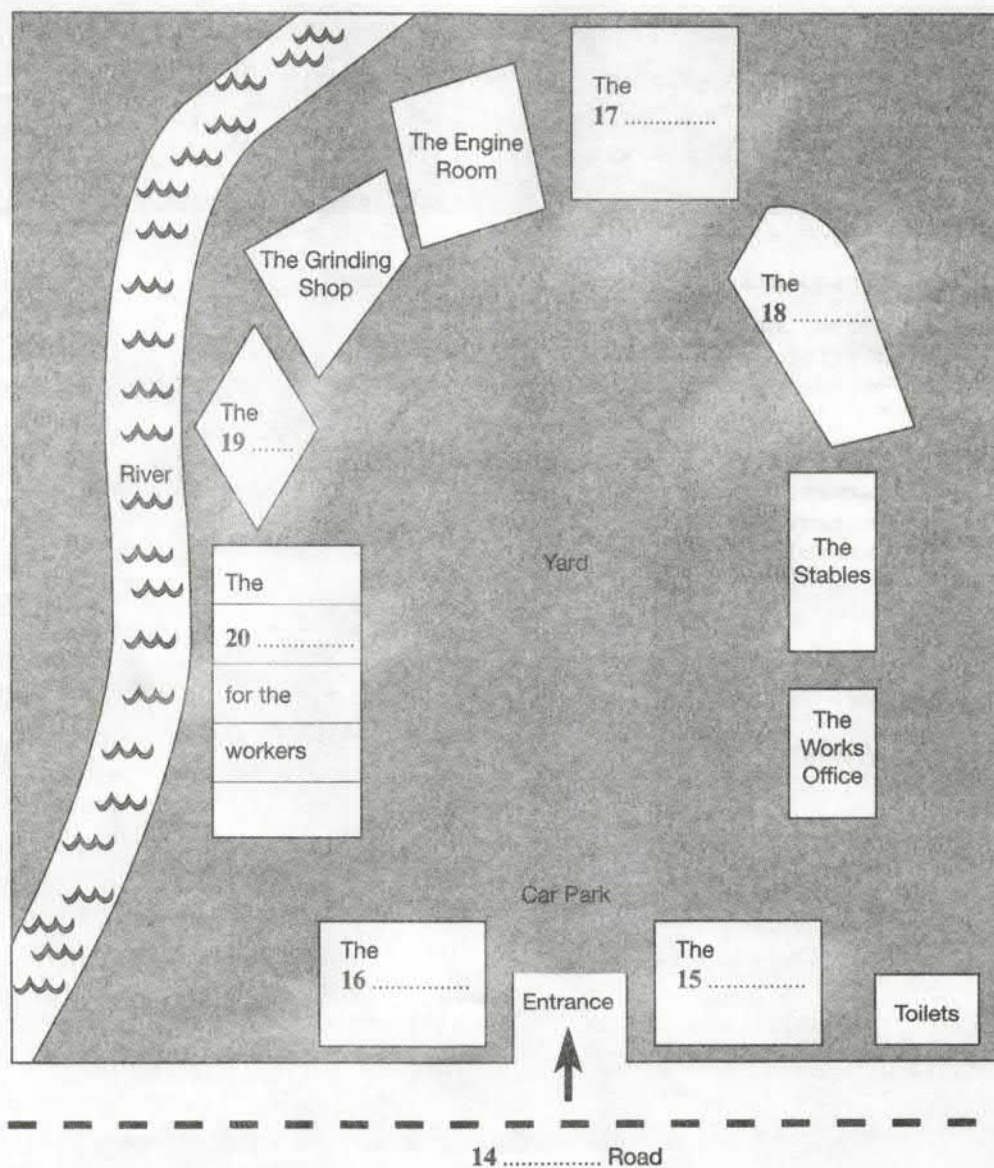 The
17 ................
The Engine
Room
The Grinding
Shop
The
18 ................
The
19 .......
River
The
20 ................
for the
workers
Yard
The
Stables
The
Works
Office
Car Park
The
16 ................
Entrance
The
15 ................
Toilets
14 ................ Road